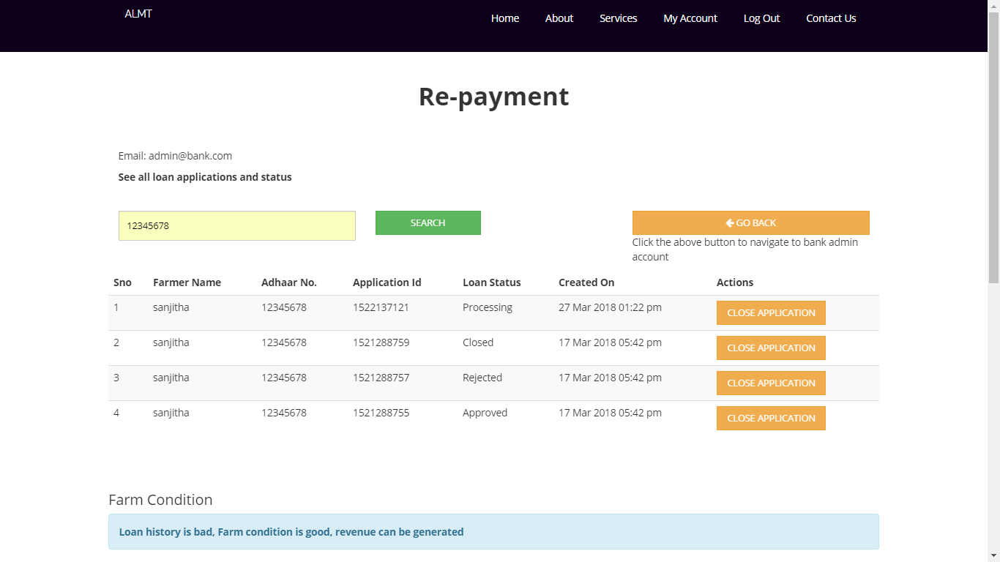 ALMT
Home About Services My Account Log Out Contact Us
Re-payment
Email: admin@bank.com
See all loan applications and status
12345678 SEARCH GO BACK
Click the above button to navigate to bank admin
account
Sno Farmer Name Adhaar No. Application Id Loan Status Created On Actions
1 sanjitha 12345678 1522137121 Processing 27 Mar 2018 01:22 pm CLOSE APPLICATION
2 sanjitha 12345678 1521288759 Closed 17 Mar 2018 05:42 pm CLOSE APPLICATION
3 sanjitha 12345678 1521288757 Rejected 17 Mar 2018 05:42 pm CLOSE APPLICATION
4 sanjitha 12345678 1521288755 Approved 17 Mar 2018 05:42 pm CLOSE APPLICATION
Farm Condition
Loan history is bad, Farm condition is good, revenue can be generated